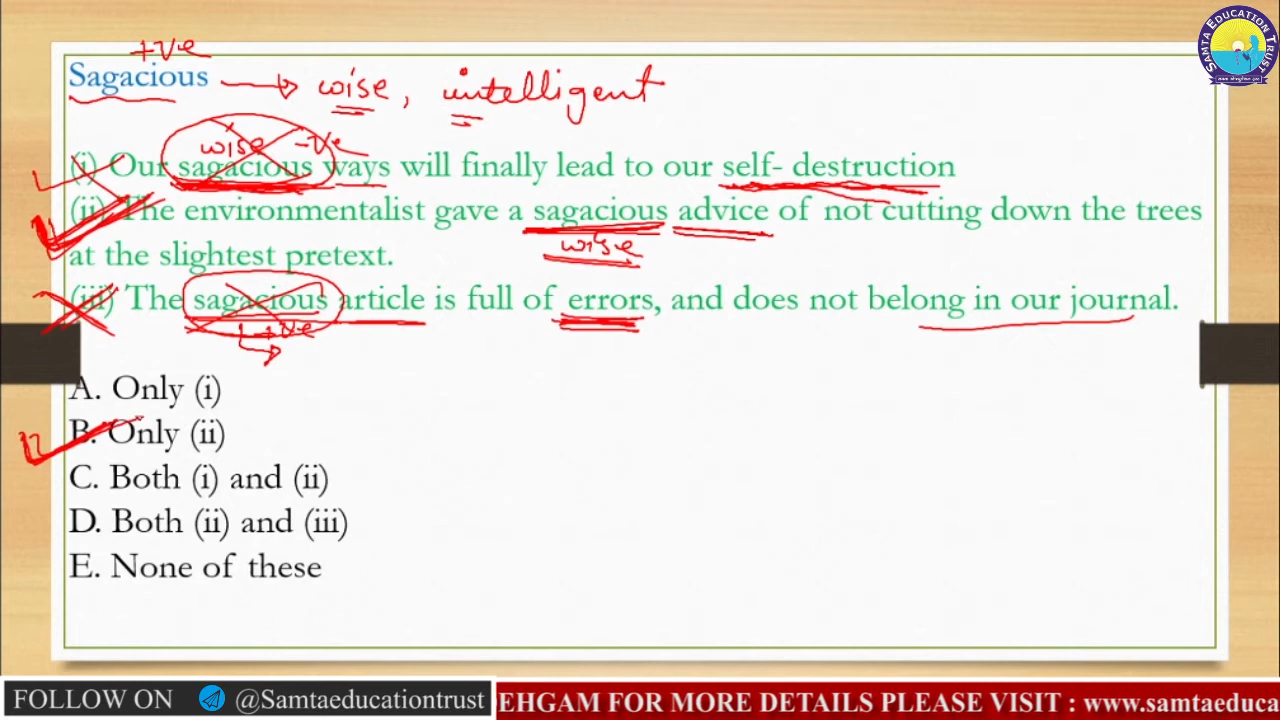 +ve
Sagacious → wise, intelligent
wise -ve
(i) Our sagacious ways will finally lead to our self- destruction
(ii) The environmentalist gave a sagacious advice of not cutting down the trees
wise
at the slightest pretext.
(iii) The sagacious article is full of errors, and does not belong in our journal.
+ve
A. Only (i)
B. Only (ii)
C. Both (i) and (ii)
D. Both (ii) and (iii)
E. None of these
SAMTA EDUCATION TRUST
FOLLOW ON @Samtaeducationtrust EHGAM FOR MORE DETAILS PLEASE VISIT : www.samtaeduca